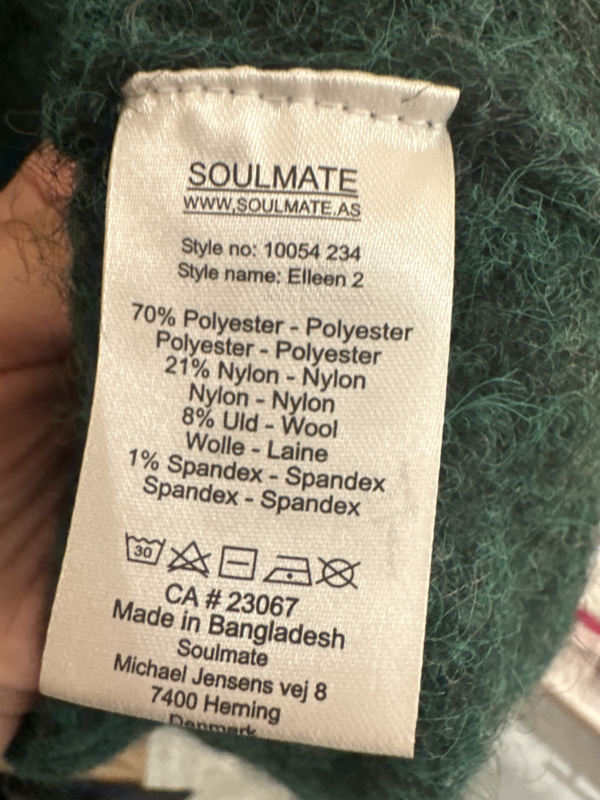 SOULMATE
WWW.SOULMATE.AS
Style no: 10054 234
Style name: Elleen 2
70% Polyester - Polyester
Polyester - Polyester
21% Nylon - Nylon
Nylon - Nylon
8% Uld - Wool
Wolle - Laine
1% Spandex - Spandex
Spandex - Spandex
30
CA # 23067
Made in Bangladesh
Soulmate
Michael Jensens vej 8
7400 Herning
Denmark